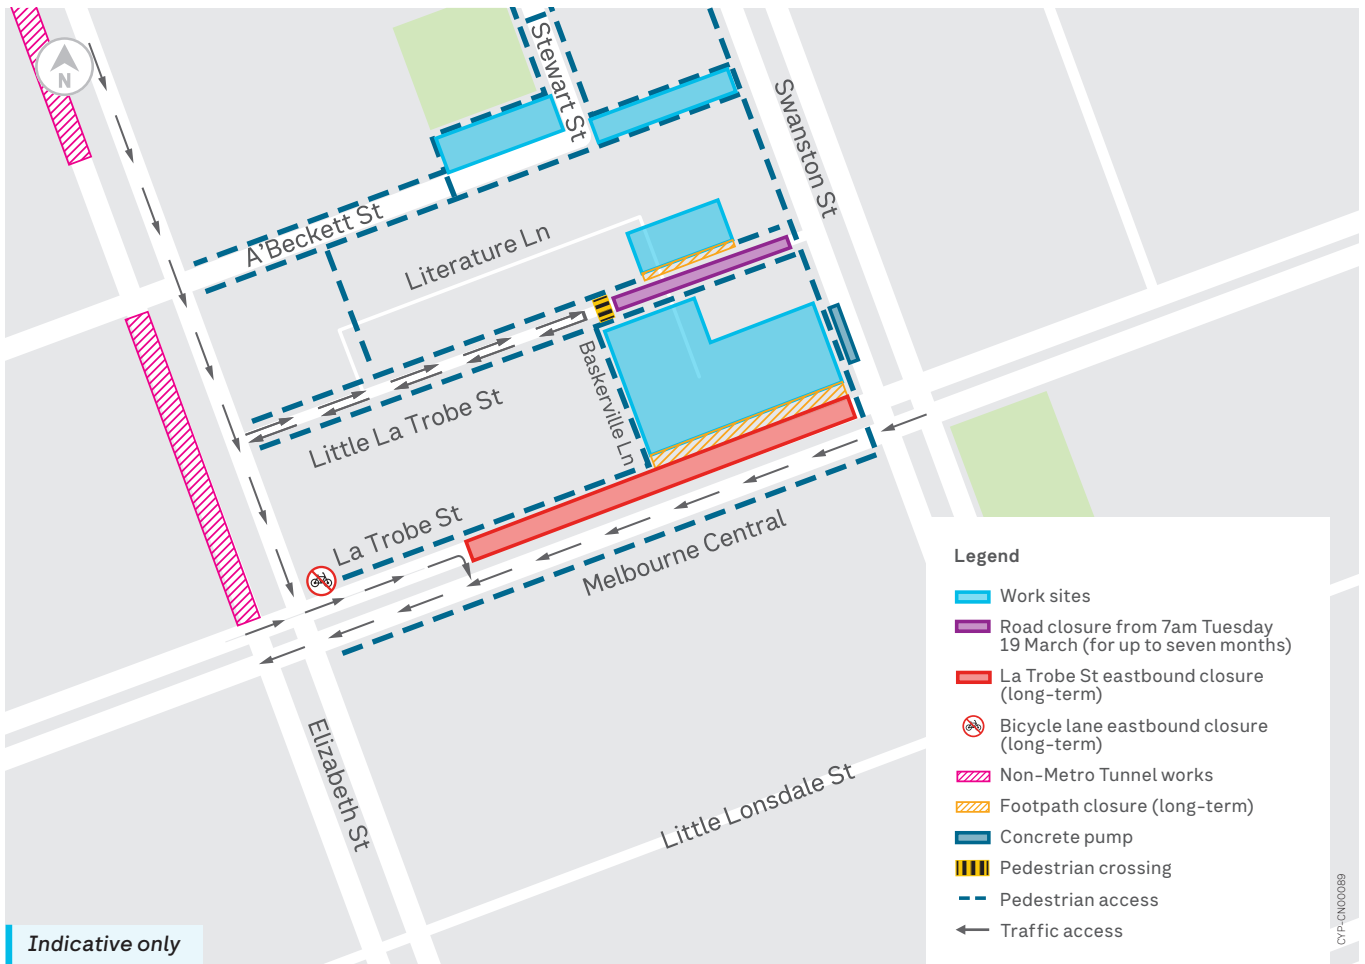 N
Stewart St
Swanston St
A'Beckett St
Literature Ln
Little La Trobe St
Baskerville Ln
La Trobe St
Melbourne Central
Elizabeth St
Little Lonsdale St
Legend
Work sites
Road closure from 7am Tuesday
19 March (for up to seven months)
La Trobe St eastbound closure
(long-term)
Bicycle lane eastbound closure
(long-term)
Non-Metro Tunnel works
Footpath closure (long-term)
Concrete pump
Pedestrian crossing
Pedestrian access
Traffic access
CYP-CN00089
Indicative only